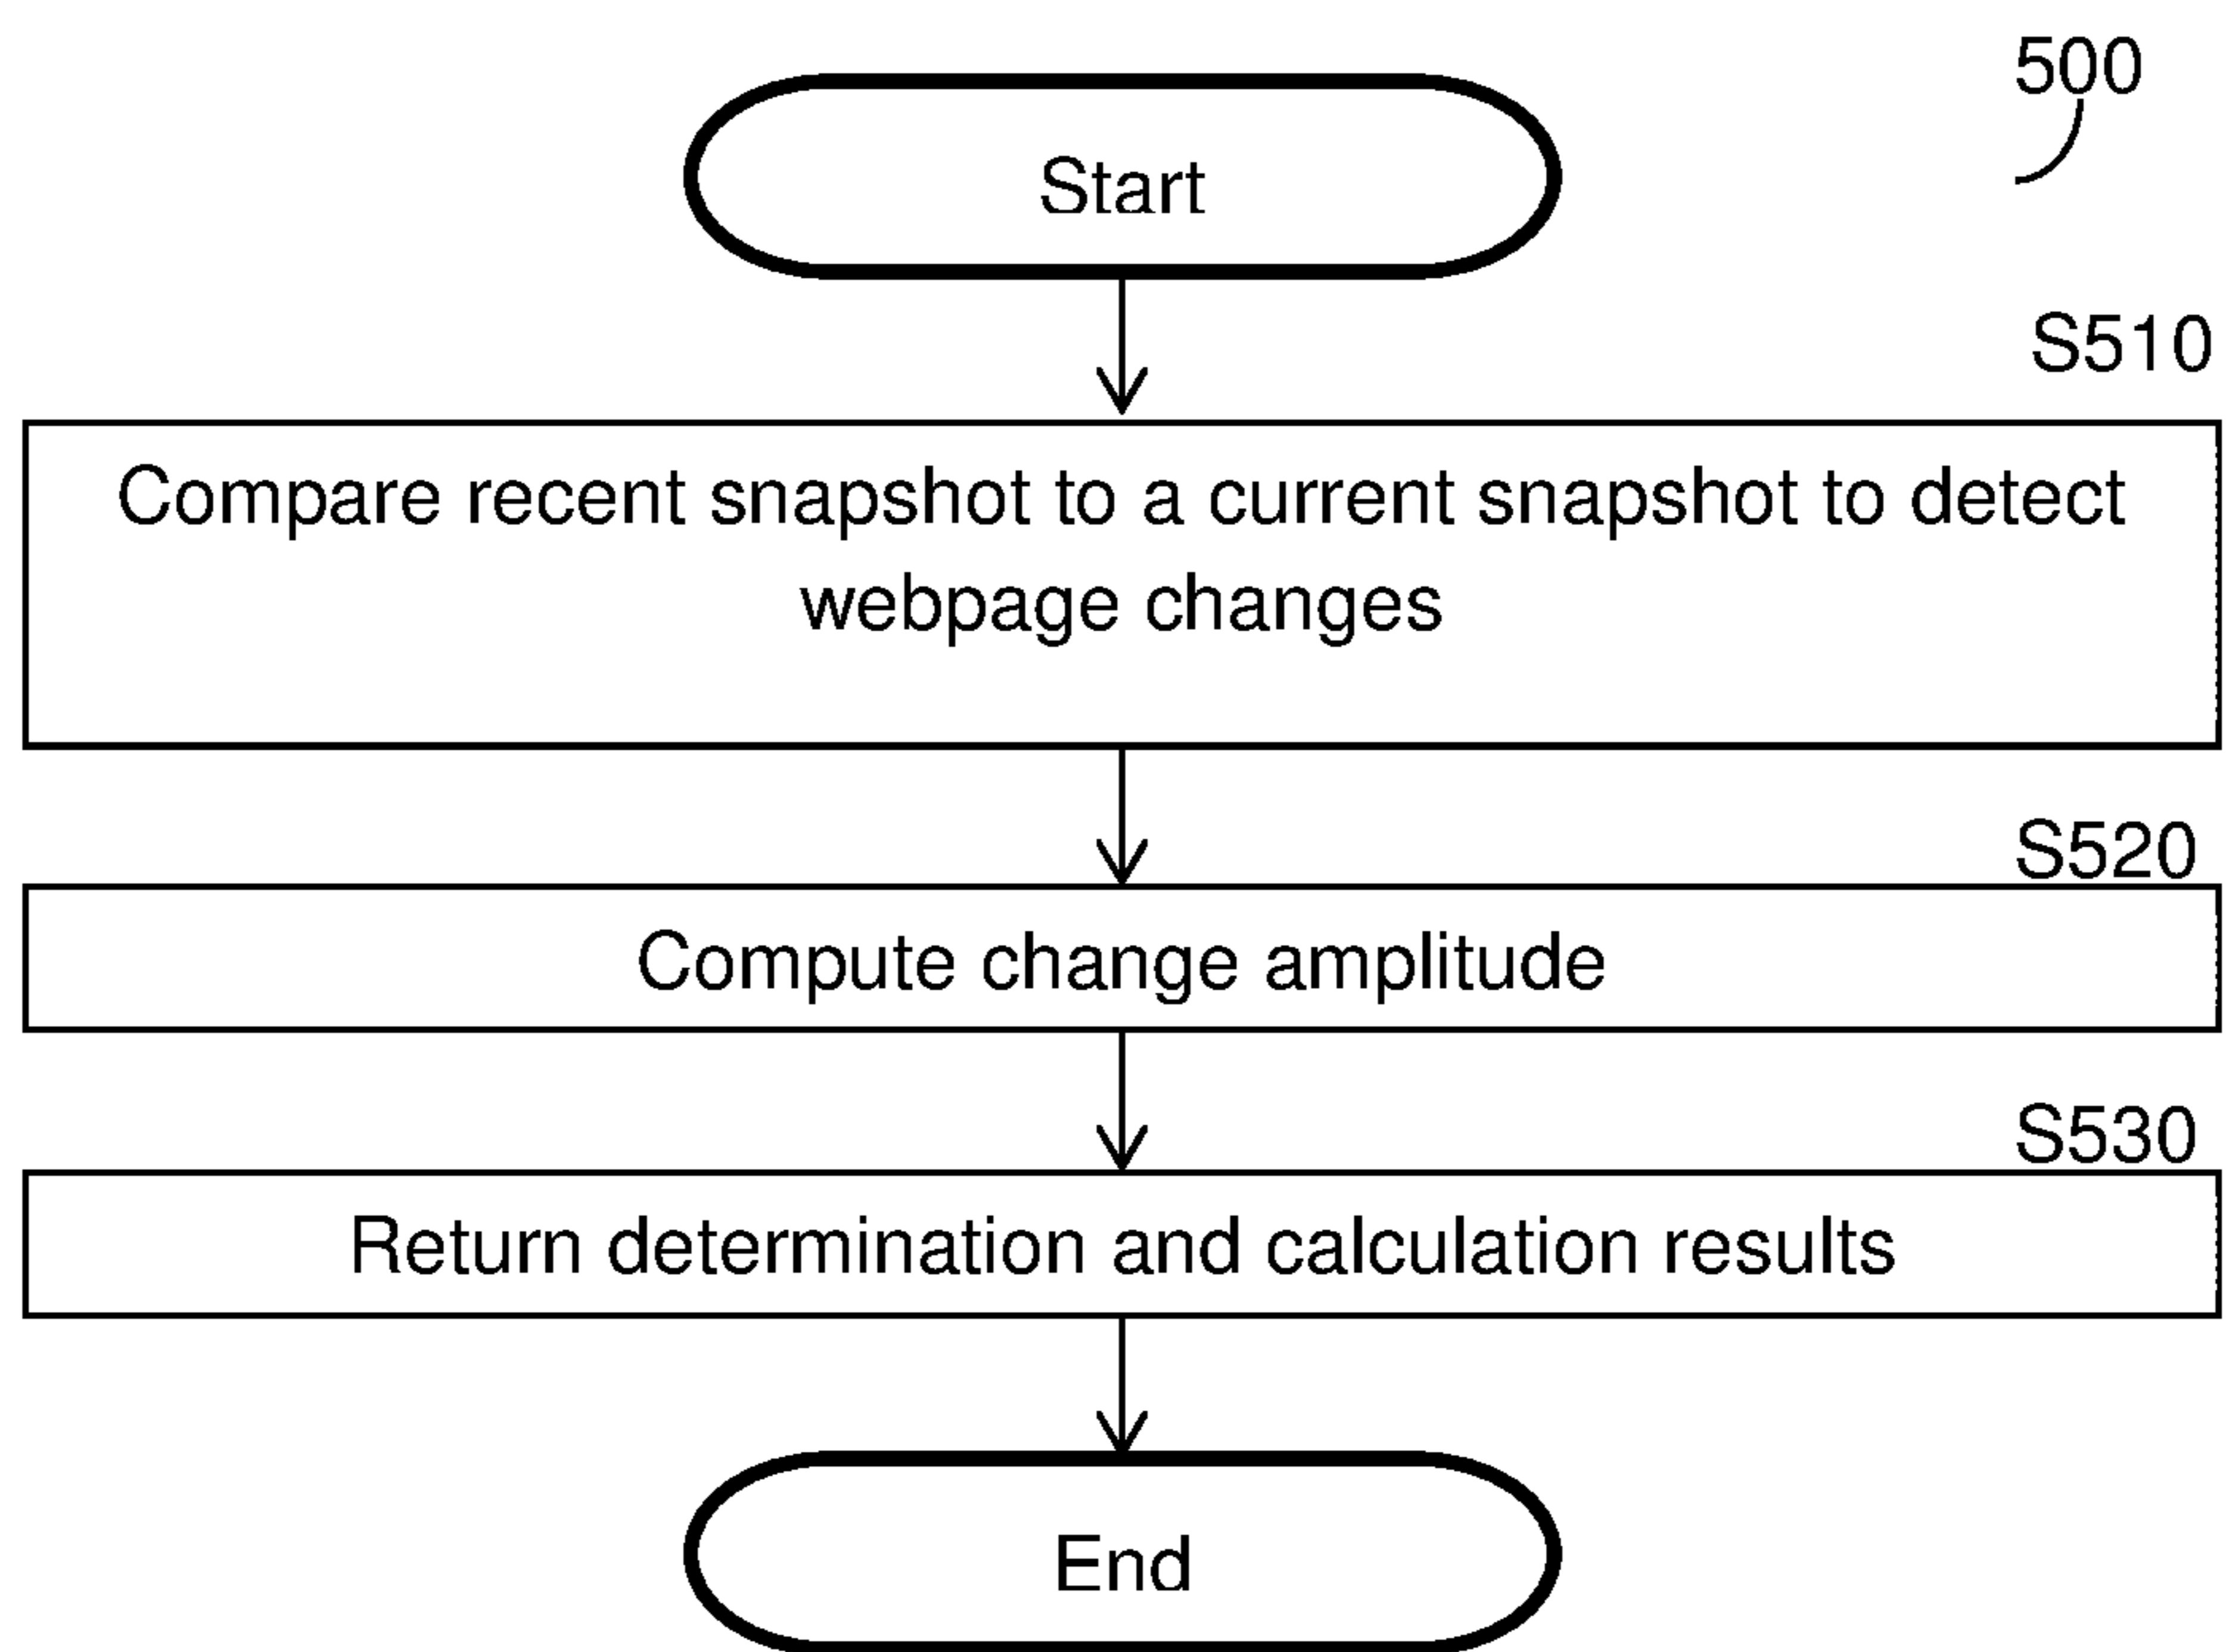 500
Start
S510
Compare recent snapshot to a current snapshot to detect
webpage changes
S520
Compute change amplitude
S530
Return determination and calculation results
End